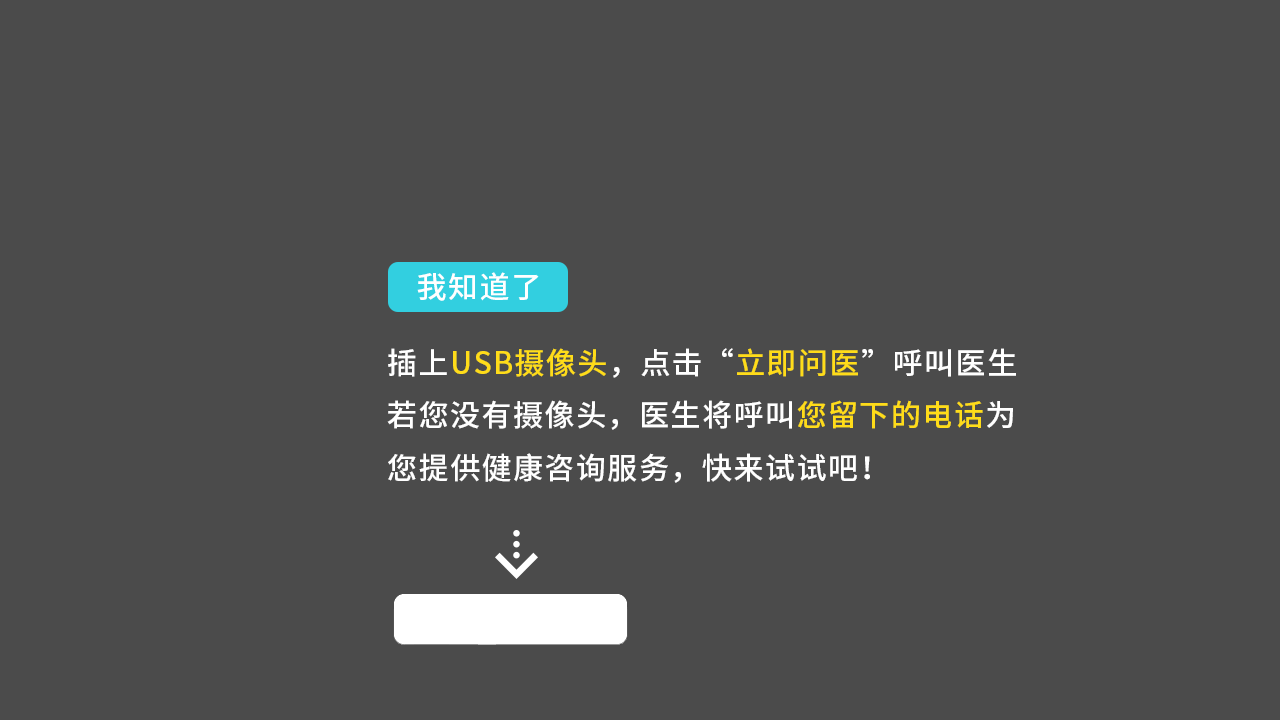 我知道了
插上USB摄像头，点击“立即问医”呼叫医生
若您没有摄像头，医生将呼叫您留下的电话为
您提供健康咨询服务，快来试试吧！